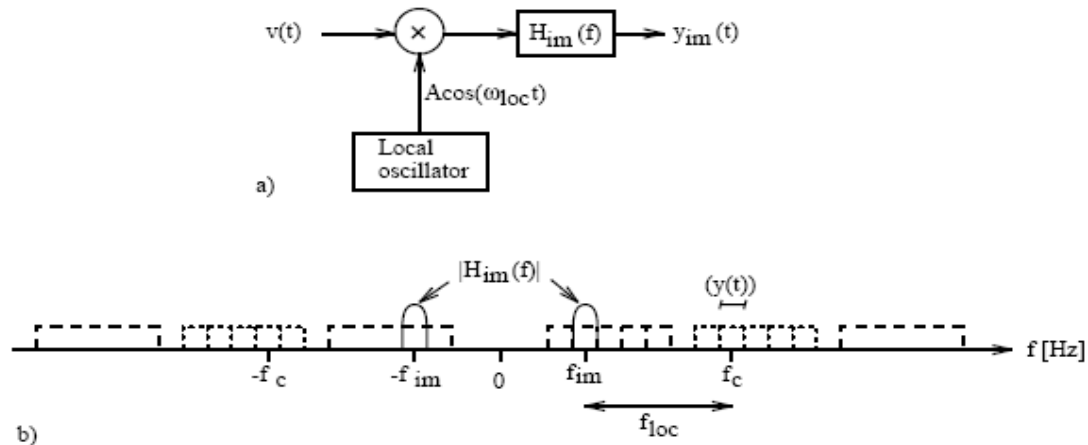 v(t)
×
H_im(f)
y_im(t)
Acos(ω_loc t)
Local
oscillator
a)
|H_im(f)|
(y(t))
-f_c
-f_im
0
f_im
f_c
f [Hz]
f_loc
b)